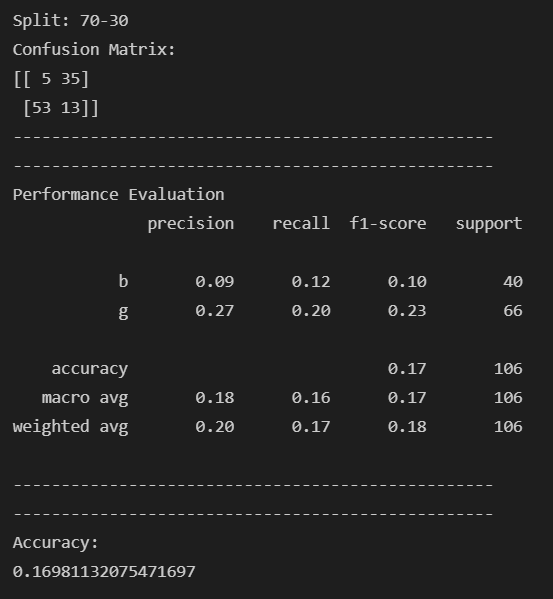 Split: 70-30
Confusion Matrix:
[[ 5 35]
 [53 13]]
--------------------------------------------------
--------------------------------------------------
Performance Evaluation
              precision    recall  f1-score   support

           b       0.09      0.12      0.10        40
           g       0.27      0.20      0.23        66

    accuracy                           0.17       106
   macro avg       0.18      0.16      0.17       106
weighted avg       0.20      0.17      0.18       106

--------------------------------------------------
--------------------------------------------------
Accuracy:
0.16981132075471697